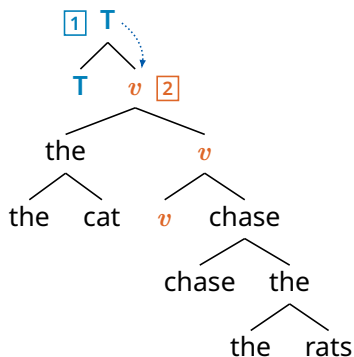 1 T
T v 2
the v
the cat v chase
chase the
the rats